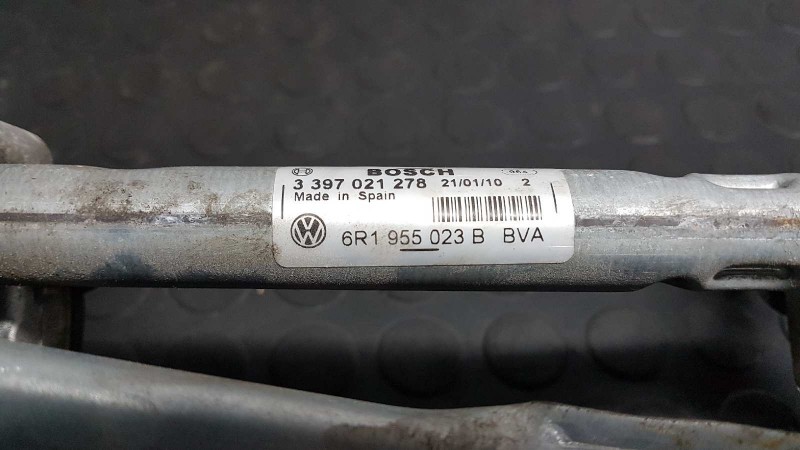 BOSCH
3 397 021 278 21/01/10 2
Made in Spain
6R1 955 023 B BVA